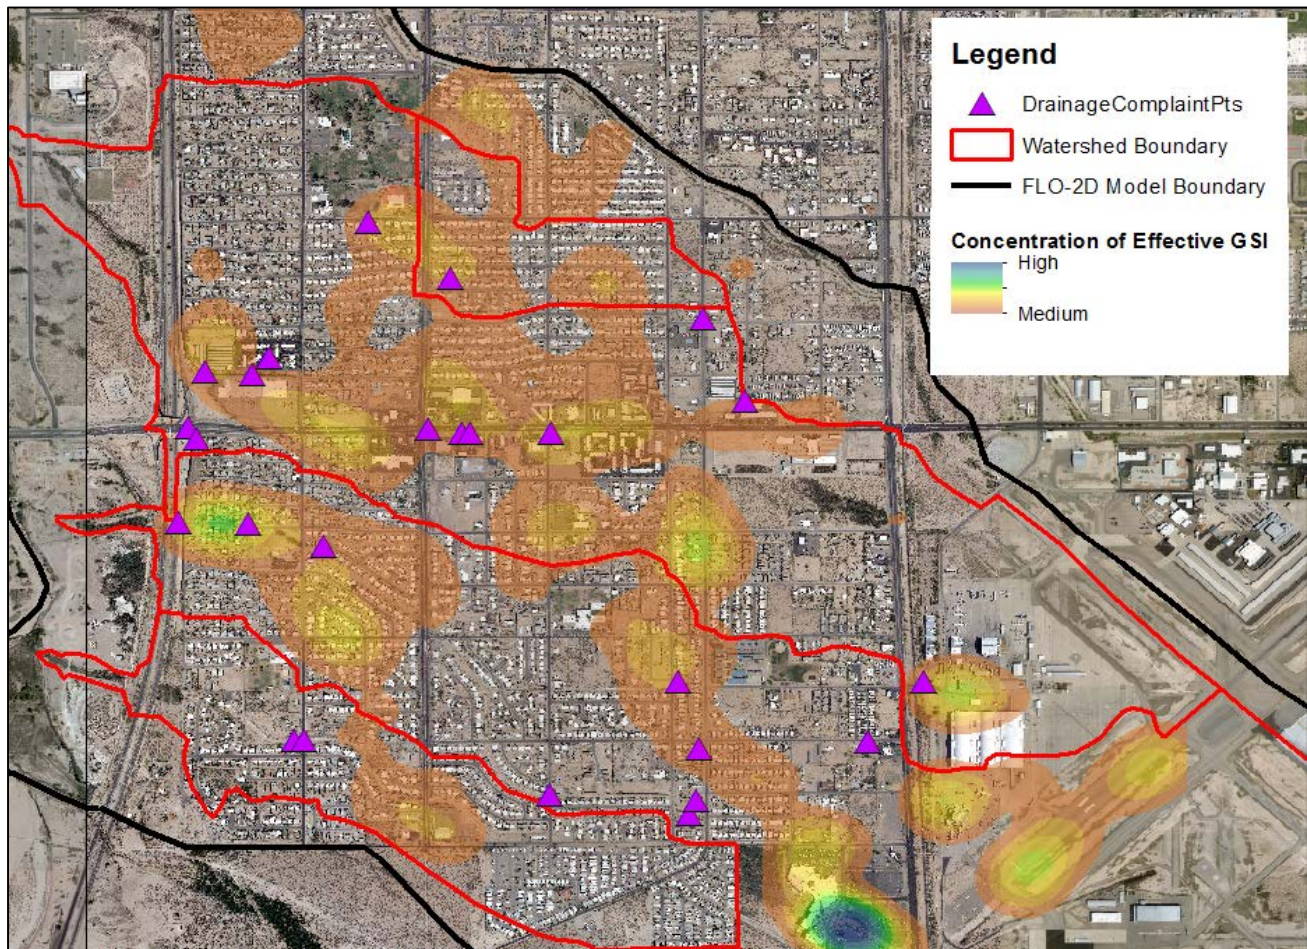 Legend
DrainageComplaintPts
Watershed Boundary
FLO-2D Model Boundary
Concentration of Effective GSI
High
Medium